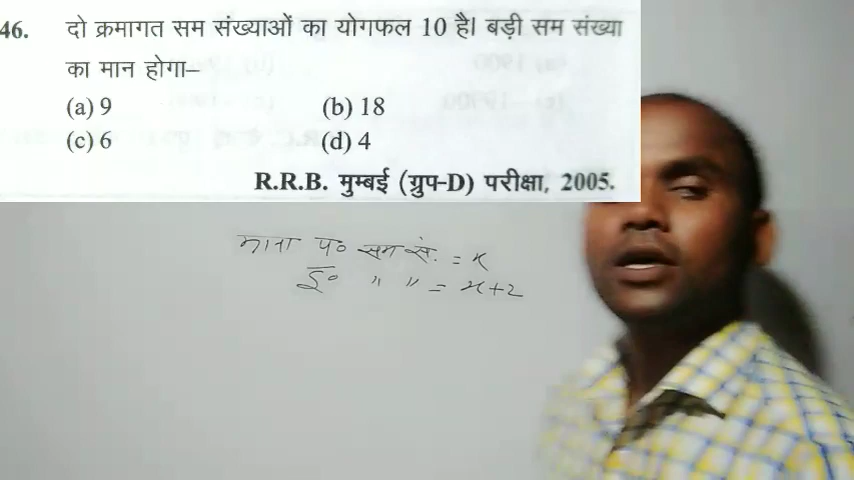 46. दो क्रमागत सम संख्याओं का योगफल 10 है। बड़ी सम संख्या
का मान होगा–
(a) 9 (b) 18
(c) 6 (d) 4
R.R.B. मुम्बई (ग्रुप-D) परीक्षा, 2005.
माना प० सम सं. = x
दू० " " = x+2